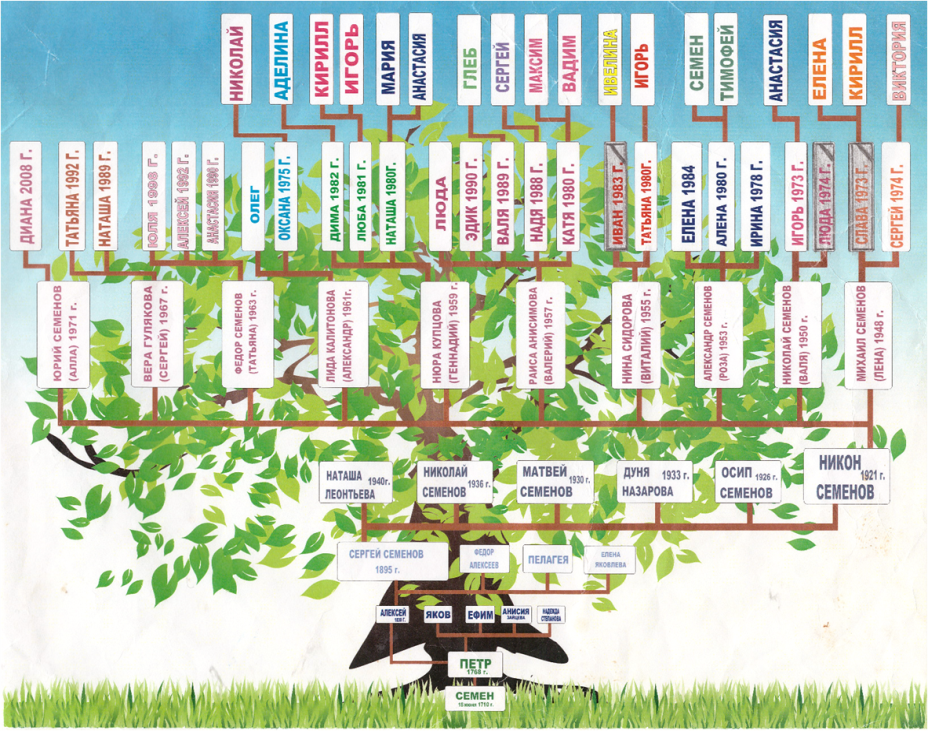 НИКОЛАЙ
АДЕЛИНА
КИРИЛЛ
ИГОРЬ
МАРИЯ
АНАСТАСИЯ
ГЛЕБ
СЕРГЕЙ
МАКСИМ
ВАДИМ
ИВЕЛИНА
ИГОРЬ
СЕМЕН
ТИМОФЕЙ
АНАСТАСИЯ
ЕЛЕНА
КИРИЛЛ
ВИКТОРИЯ
ДИАНА 2008 Г.
ТАТЬЯНА 1992 Г.
НАТАША 1989 Г.
ЮЛЯ 1998 Г.
АЛЕКСЕЙ 1992 Г.
АНАСТАСИЯ 1990 Г.
ОЛЕГ
ОКСАНА 1975 Г.
ДИМА 1982 Г.
ЛЮБА 1981 Г.
НАТАША 1980Г.
ЛЮДА
ЭДИК 1990 Г.
ВАЛЯ 1989 Г.
НАДЯ 1988 Г.
КАТЯ 1980 Г.
ИВАН 1983 Г.
ТАТЬЯНА 1980Г.
ЕЛЕНА 1984
АЛЕНА 1980 Г.
ИРИНА 1978 Г.
ИГОРЬ 1973 Г.
ЛЮДА 1974 Г.
СЛАВА 1973 Г.
СЕРГЕЙ 1974 Г.
ЮРИЙ СЕМЕНОВ
(АЛЛА) 1971 г.
ВЕРА ГУЛЯКОВА
(СЕРГЕЙ) 1967 г.
ФЕДОР СЕМЕНОВ
(ТАТЬЯНА) 1963 г.
ЛИДА КАПИТОНОВА
(АЛЕКСАНДР) 1961г.
НЮРА КУПЦОВА
(ГЕННАДИЙ) 1959 г.
РАИСА АНИСИМОВА
(ВАЛЕРИЙ) 1957 г.
НИНА СИДОРОВА
(ВИТАЛИЙ) 1955 г.
АЛЕКСАНДР СЕМЕНОВ
(РОЗА) 1953 г.
НИКОЛАЙ СЕМЕНОВ
(ВАЛЯ) 1950 г.
МИХАИЛ СЕМЕНОВ
(ЛЕНА) 1948 г.
НАТАША 1940г.
ЛЕОНТЬЕВА
НИКОЛАЙ 1936 г.
СЕМЕНОВ
МАТВЕЙ 1930 г.
СЕМЕНОВ
ДУНЯ 1933 г.
НАЗАРОВА
ОСИП 1926 г.
СЕМЕНОВ
НИКОН 1921 г.
СЕМЕНОВ
СЕРГЕЙ СЕМЕНОВ
1895 г.
ФЕДОР
АЛЕКСЕЕВ
ПЕЛАГЕЯ
ЕЛЕНА
ЯКОВЛЕВА
АЛЕКСЕЙ
ЯКОВ
ЕФИМ
АНИСИЯ
ЗАЙЦЕВА
НАДЕЖДА
СТЕПАНОВА
ПЕТР
1768 г.
СЕМЕН
1710 г.